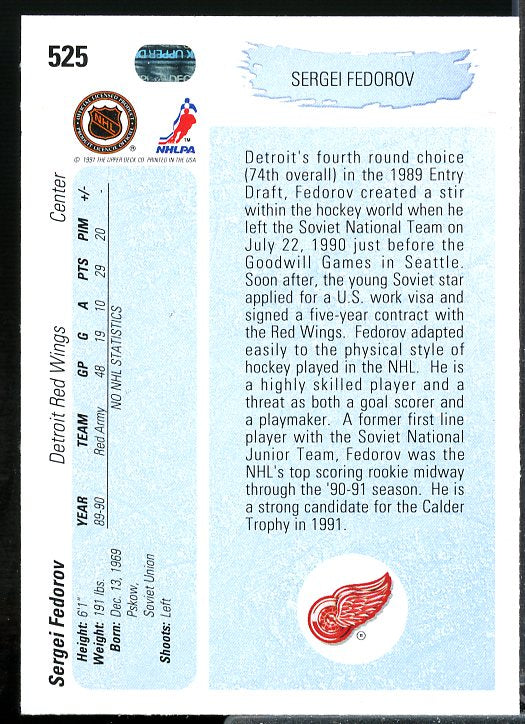 525
SERGEI FEDOROV
NHL
NHLPA
TM
®
© 1991 THE UPPER DECK CO. PRINTED IN THE USA
Detroit's fourth round choice
(74th overall) in the 1989 Entry
Draft, Fedorov created a stir
within the hockey world when he
left the Soviet National Team on
July 22, 1990 just before the
Goodwill Games in Seattle.
Soon after, the young Soviet star
applied for a U.S. work visa and
signed a five-year contract with
the Red Wings. Fedorov adapted
easily to the physical style of
hockey played in the NHL. He is
a highly skilled player and a
threat as both a goal scorer and
a playmaker. A former first line
player with the Soviet National
Junior Team, Fedorov was the
NHL's top scoring rookie midway
through the '90-91 season. He is
a strong candidate for the Calder
Trophy in 1991.
®
Sergei Fedorov Detroit Red Wings Center
Height: 6'1"
Weight: 191 lbs.
Born: Dec. 13, 1969
Pskow,
Soviet Union
Shoots: Left
YEAR TEAM GP G A PTS PIM +/-
89-90 Red Army 48 19 10 29 20 -
NO NHL STATISTICS